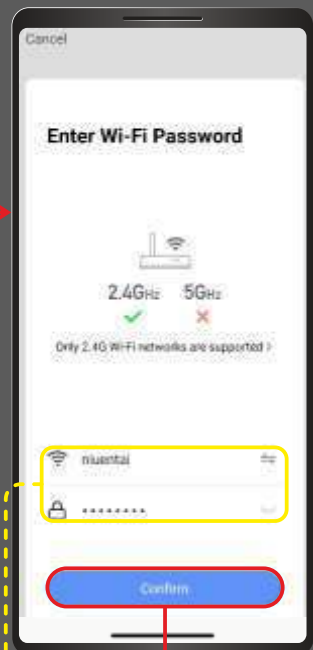 Cancel
Enter Wi-Fi Password
2.4GHz 5GHz
Only 2.4G Wi-Fi networks are supported >
niuentai
••••••••
Confirm